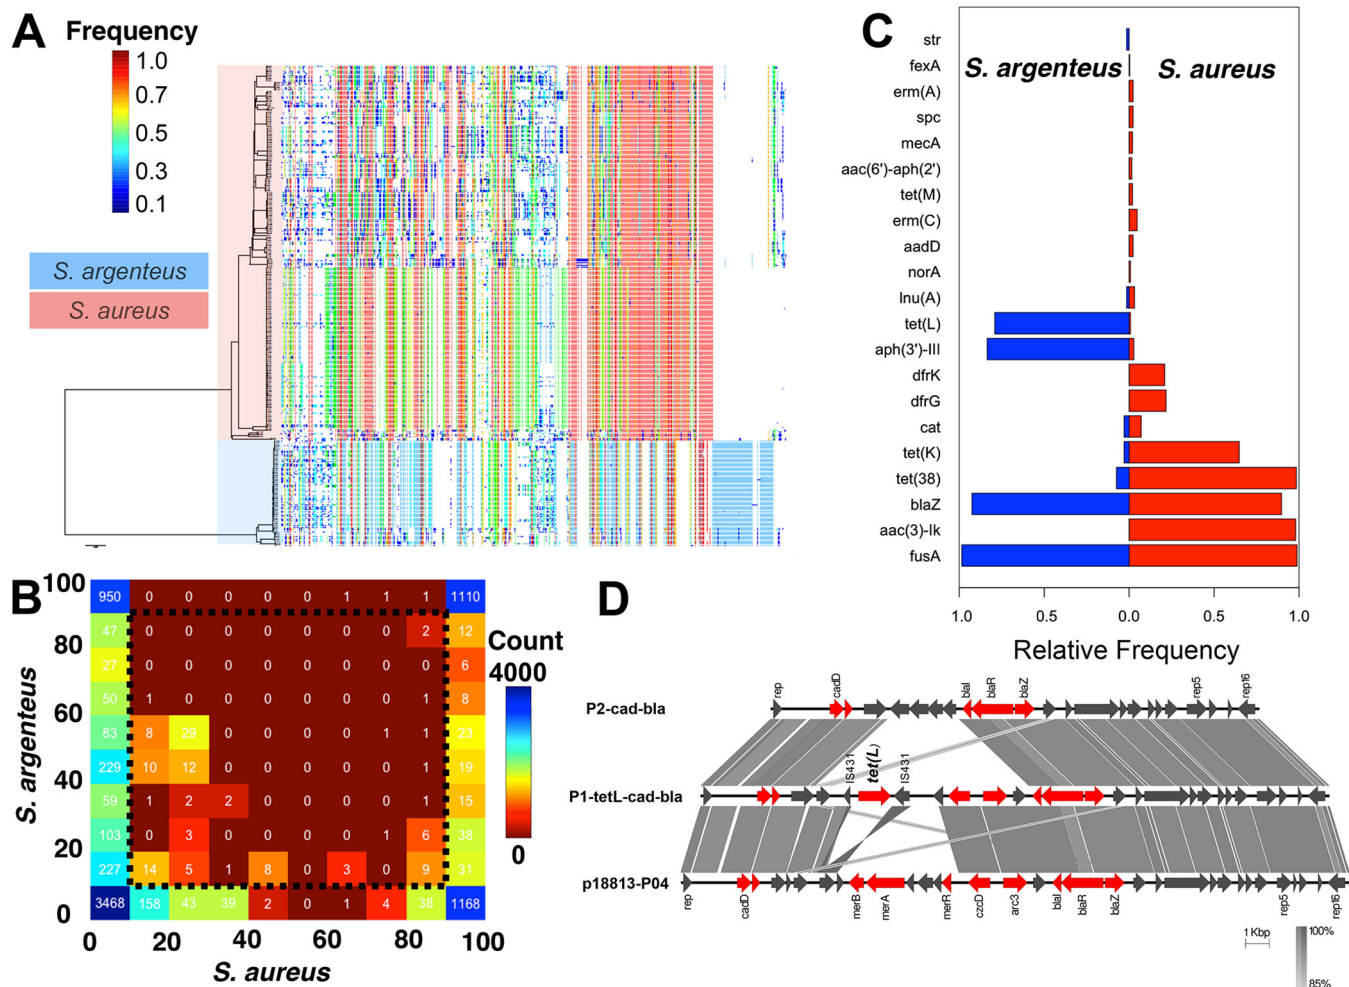 A
Frequency
1.0
0.7
0.5
0.3
0.1
S. argenteus
S. aureus
B
100
80
60
40
20
0
S. argenteus
950 0 0 0 0 0 1 1 1 1110
47 0 0 0 0 0 0 0 2 12
27 0 0 0 0 0 0 0 0 6
50 1 0 0 0 0 0 0 1 8
83 8 29 0 0 0 0 1 1 23
229 10 12 0 0 0 0 0 1 19
59 1 2 2 0 0 0 0 1 15
103 0 3 0 0 0 0 1 6 38
227 14 5 1 8 0 3 0 9 31
3468 158 43 39 2 0 1 4 38 1168
0 20 40 60 80 100
S. aureus
Count
4000
0
C
S. argenteus S. aureus
str
fexA
erm(A)
spc
mecA
aac(6')-aph(2')
tet(M)
erm(C)
aadD
norA
lnu(A)
tet(L)
aph(3')-III
dfrK
dfrG
cat
tet(K)
tet(38)
blaZ
aac(3)-Ik
fusA
1.0 0.5 0.0 0.5 1.0
Relative Frequency
D
rep cadD blaI blaR blaZ rep5 rep16
P2-cad-bla
IS431 tet(L) IS431
P1-tetL-cad-bla
p18813-P04
rep cadD merB merA merR czcD arc3 blaI blaR blaZ rep5 rep16
1 Kbp
100%
85%